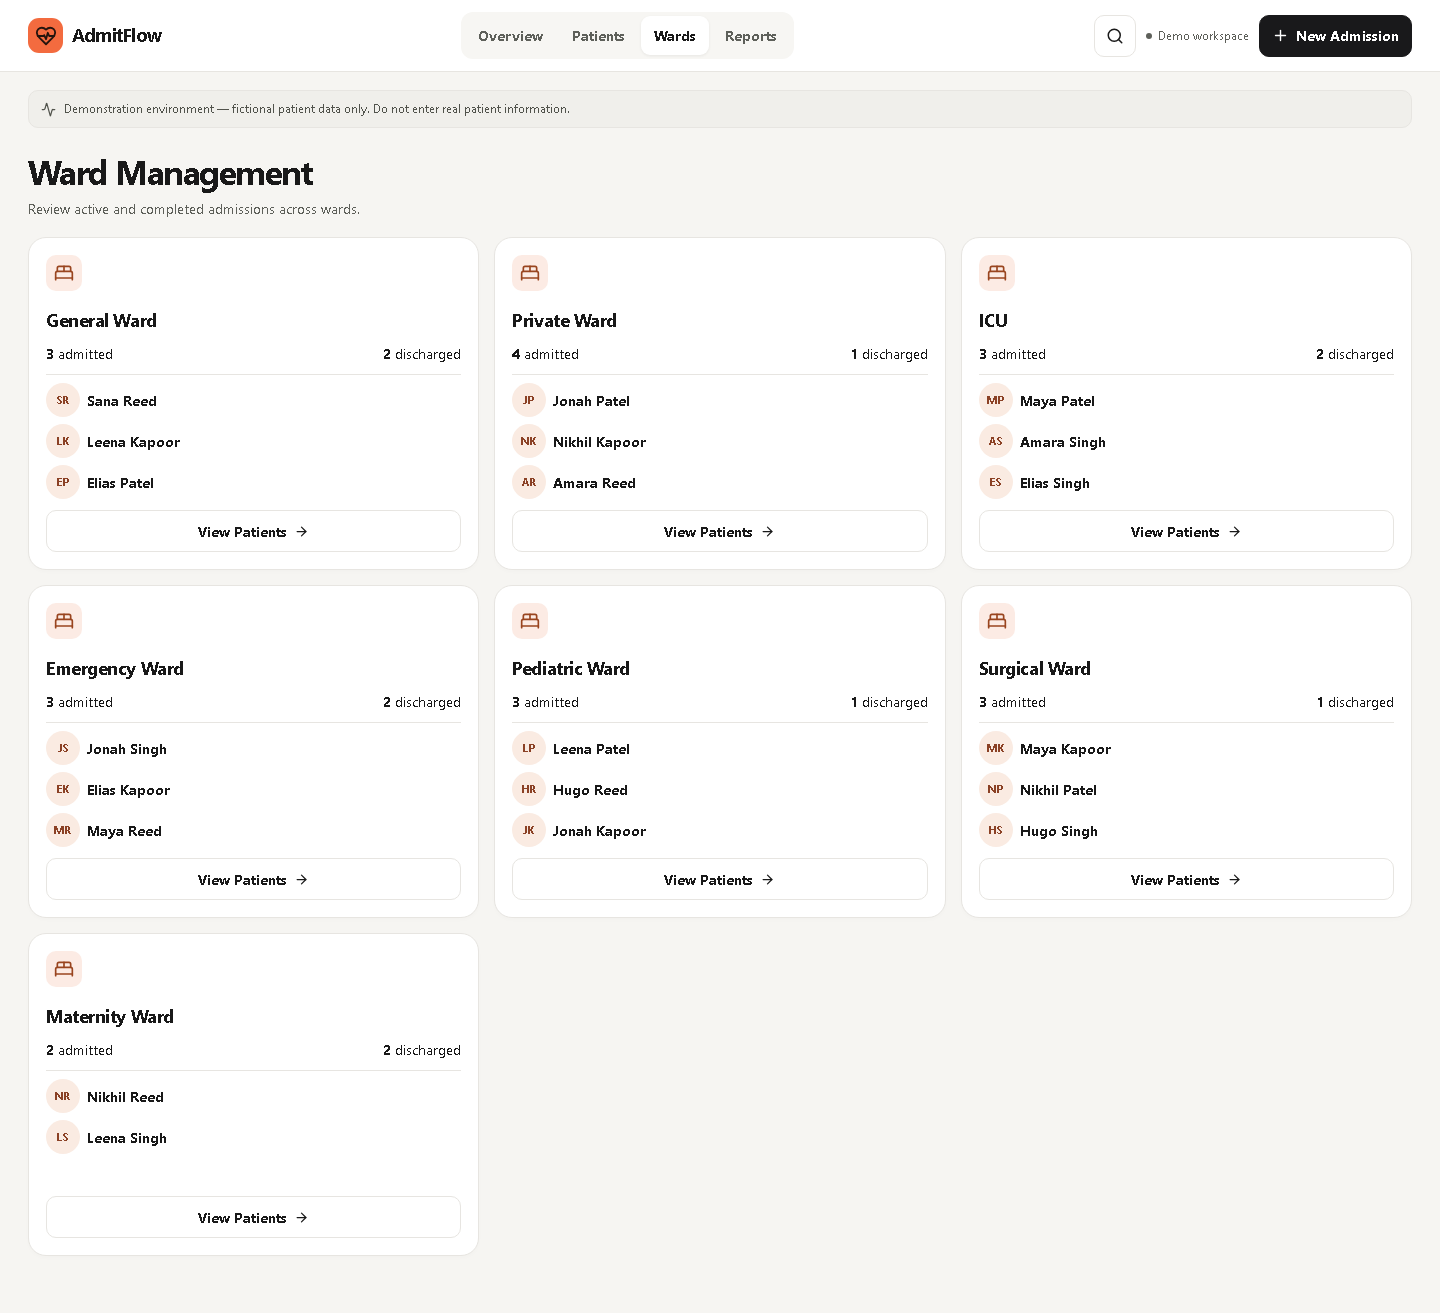 AdmitFlow
Overview Patients Wards Reports
Demo workspace
New Admission
Demonstration environment — fictional patient data only. Do not enter real patient information.
Ward Management
Review active and completed admissions across wards.
General Ward
3 admitted 2 discharged
SR Sana Reed
LK Leena Kapoor
EP Elias Patel
View Patients
Private Ward
4 admitted 1 discharged
JP Jonah Patel
NK Nikhil Kapoor
AR Amara Reed
View Patients
ICU
3 admitted 2 discharged
MP Maya Patel
AS Amara Singh
ES Elias Singh
View Patients
Emergency Ward
3 admitted 2 discharged
JS Jonah Singh
EK Elias Kapoor
MR Maya Reed
View Patients
Pediatric Ward
3 admitted 1 discharged
LP Leena Patel
HR Hugo Reed
JK Jonah Kapoor
View Patients
Surgical Ward
3 admitted 1 discharged
MK Maya Kapoor
NP Nikhil Patel
HS Hugo Singh
View Patients
Maternity Ward
2 admitted 2 discharged
NR Nikhil Reed
LS Leena Singh
View Patients